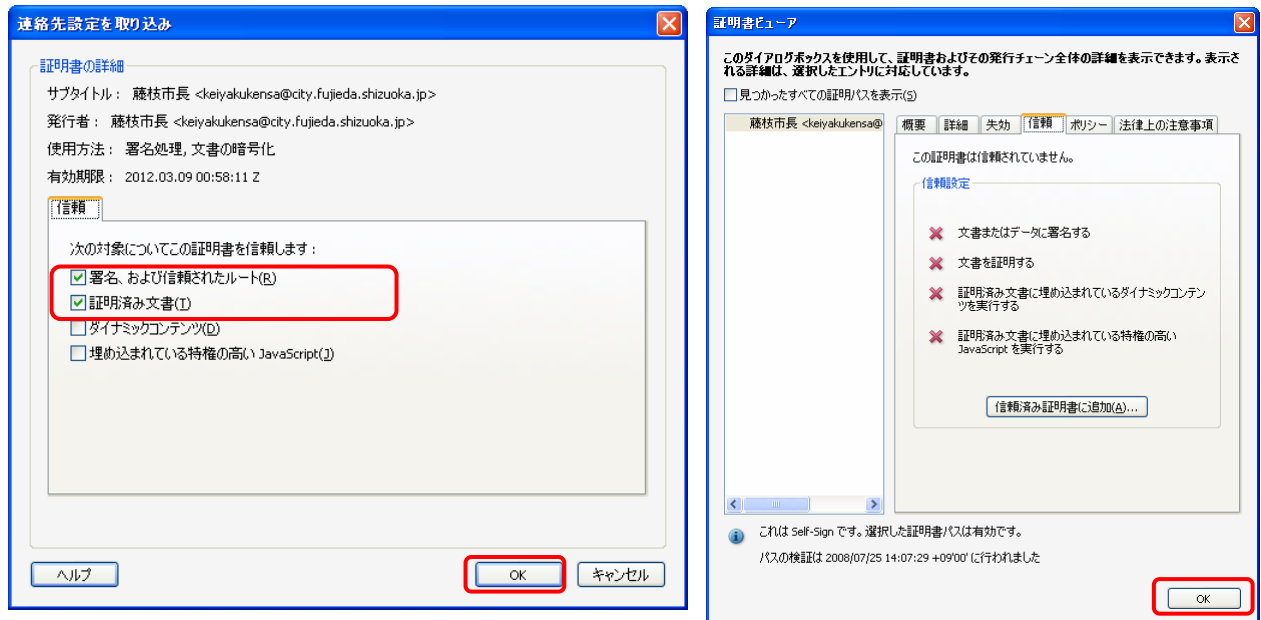 連絡先設定を取り込み
証明書の詳細
サブタイトル： 藤枝市長 <keiyakukensa@city.fujieda.shizuoka.jp>
発行者： 藤枝市長 <keiyakukensa@city.fujieda.shizuoka.jp>
使用方法： 署名処理, 文書の暗号化
有効期限： 2012.03.09 00:58:11 Z
信頼
次の対象についてこの証明書を信頼します：
署名、および信頼されたルート(R)
証明済み文書(I)
ダイナミックコンテンツ(D)
埋め込まれている特権の高い JavaScript(J)
ヘルプ
OK
キャンセル
証明書ビューア
このダイアログボックスを使用して、証明書およびその発行チェーン全体の詳細を表示できます。表示さ
れる詳細は、選択したエントリに対応しています。
見つかったすべての証明パスを表示(S)
藤枝市長 <keiyakukensa@
概要 詳細 失効 信頼 ポリシー 法律上の注意事項
この証明書は信頼されていません。
信頼設定
文書またはデータに署名する
文書を証明する
証明済み文書に埋め込まれているダイナミックコンテン
ツを実行する
証明済み文書に埋め込まれている特権の高い
JavaScript を実行する
信頼済み証明書に追加(A)...
これは Self-Sign です。選択した証明書パスは有効です。
パスの検証は 2008/07/25 14:07:29 +09'00' に行われました
OK